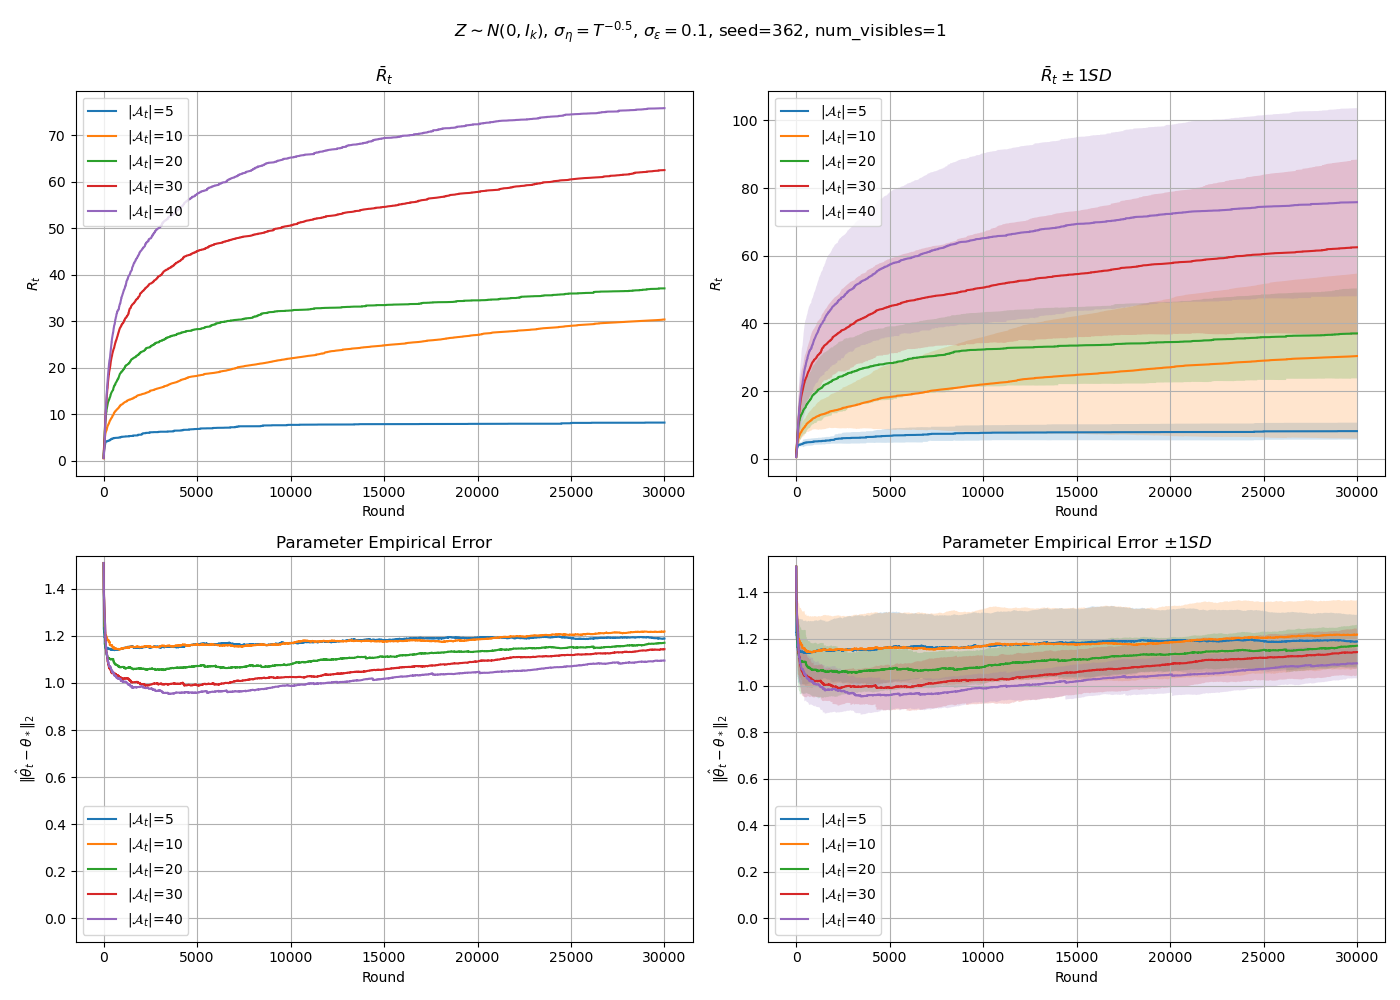 Z ∼ N(0, I_k), σ_η = T^{−0.5}, σ_ε = 0.1, seed=362, num_visibles=1
R̄_t
R_t
70
60
50
40
30
20
10
0
|𝒜_t|=5
|𝒜_t|=10
|𝒜_t|=20
|𝒜_t|=30
|𝒜_t|=40
0 5000 10000 15000 20000 25000 30000
Round
R̄_t ± 1SD
R_t
100
80
60
40
20
0
|𝒜_t|=5
|𝒜_t|=10
|𝒜_t|=20
|𝒜_t|=30
|𝒜_t|=40
0 5000 10000 15000 20000 25000 30000
Round
Parameter Empirical Error
‖θ̂_t − θ_*‖_2
1.4
1.2
1.0
0.8
0.6
0.4
0.2
0.0
|𝒜_t|=5
|𝒜_t|=10
|𝒜_t|=20
|𝒜_t|=30
|𝒜_t|=40
0 5000 10000 15000 20000 25000 30000
Round
Parameter Empirical Error ±1SD
‖θ̂_t − θ_*‖_2
1.4
1.2
1.0
0.8
0.6
0.4
0.2
0.0
|𝒜_t|=5
|𝒜_t|=10
|𝒜_t|=20
|𝒜_t|=30
|𝒜_t|=40
0 5000 10000 15000 20000 25000 30000
Round